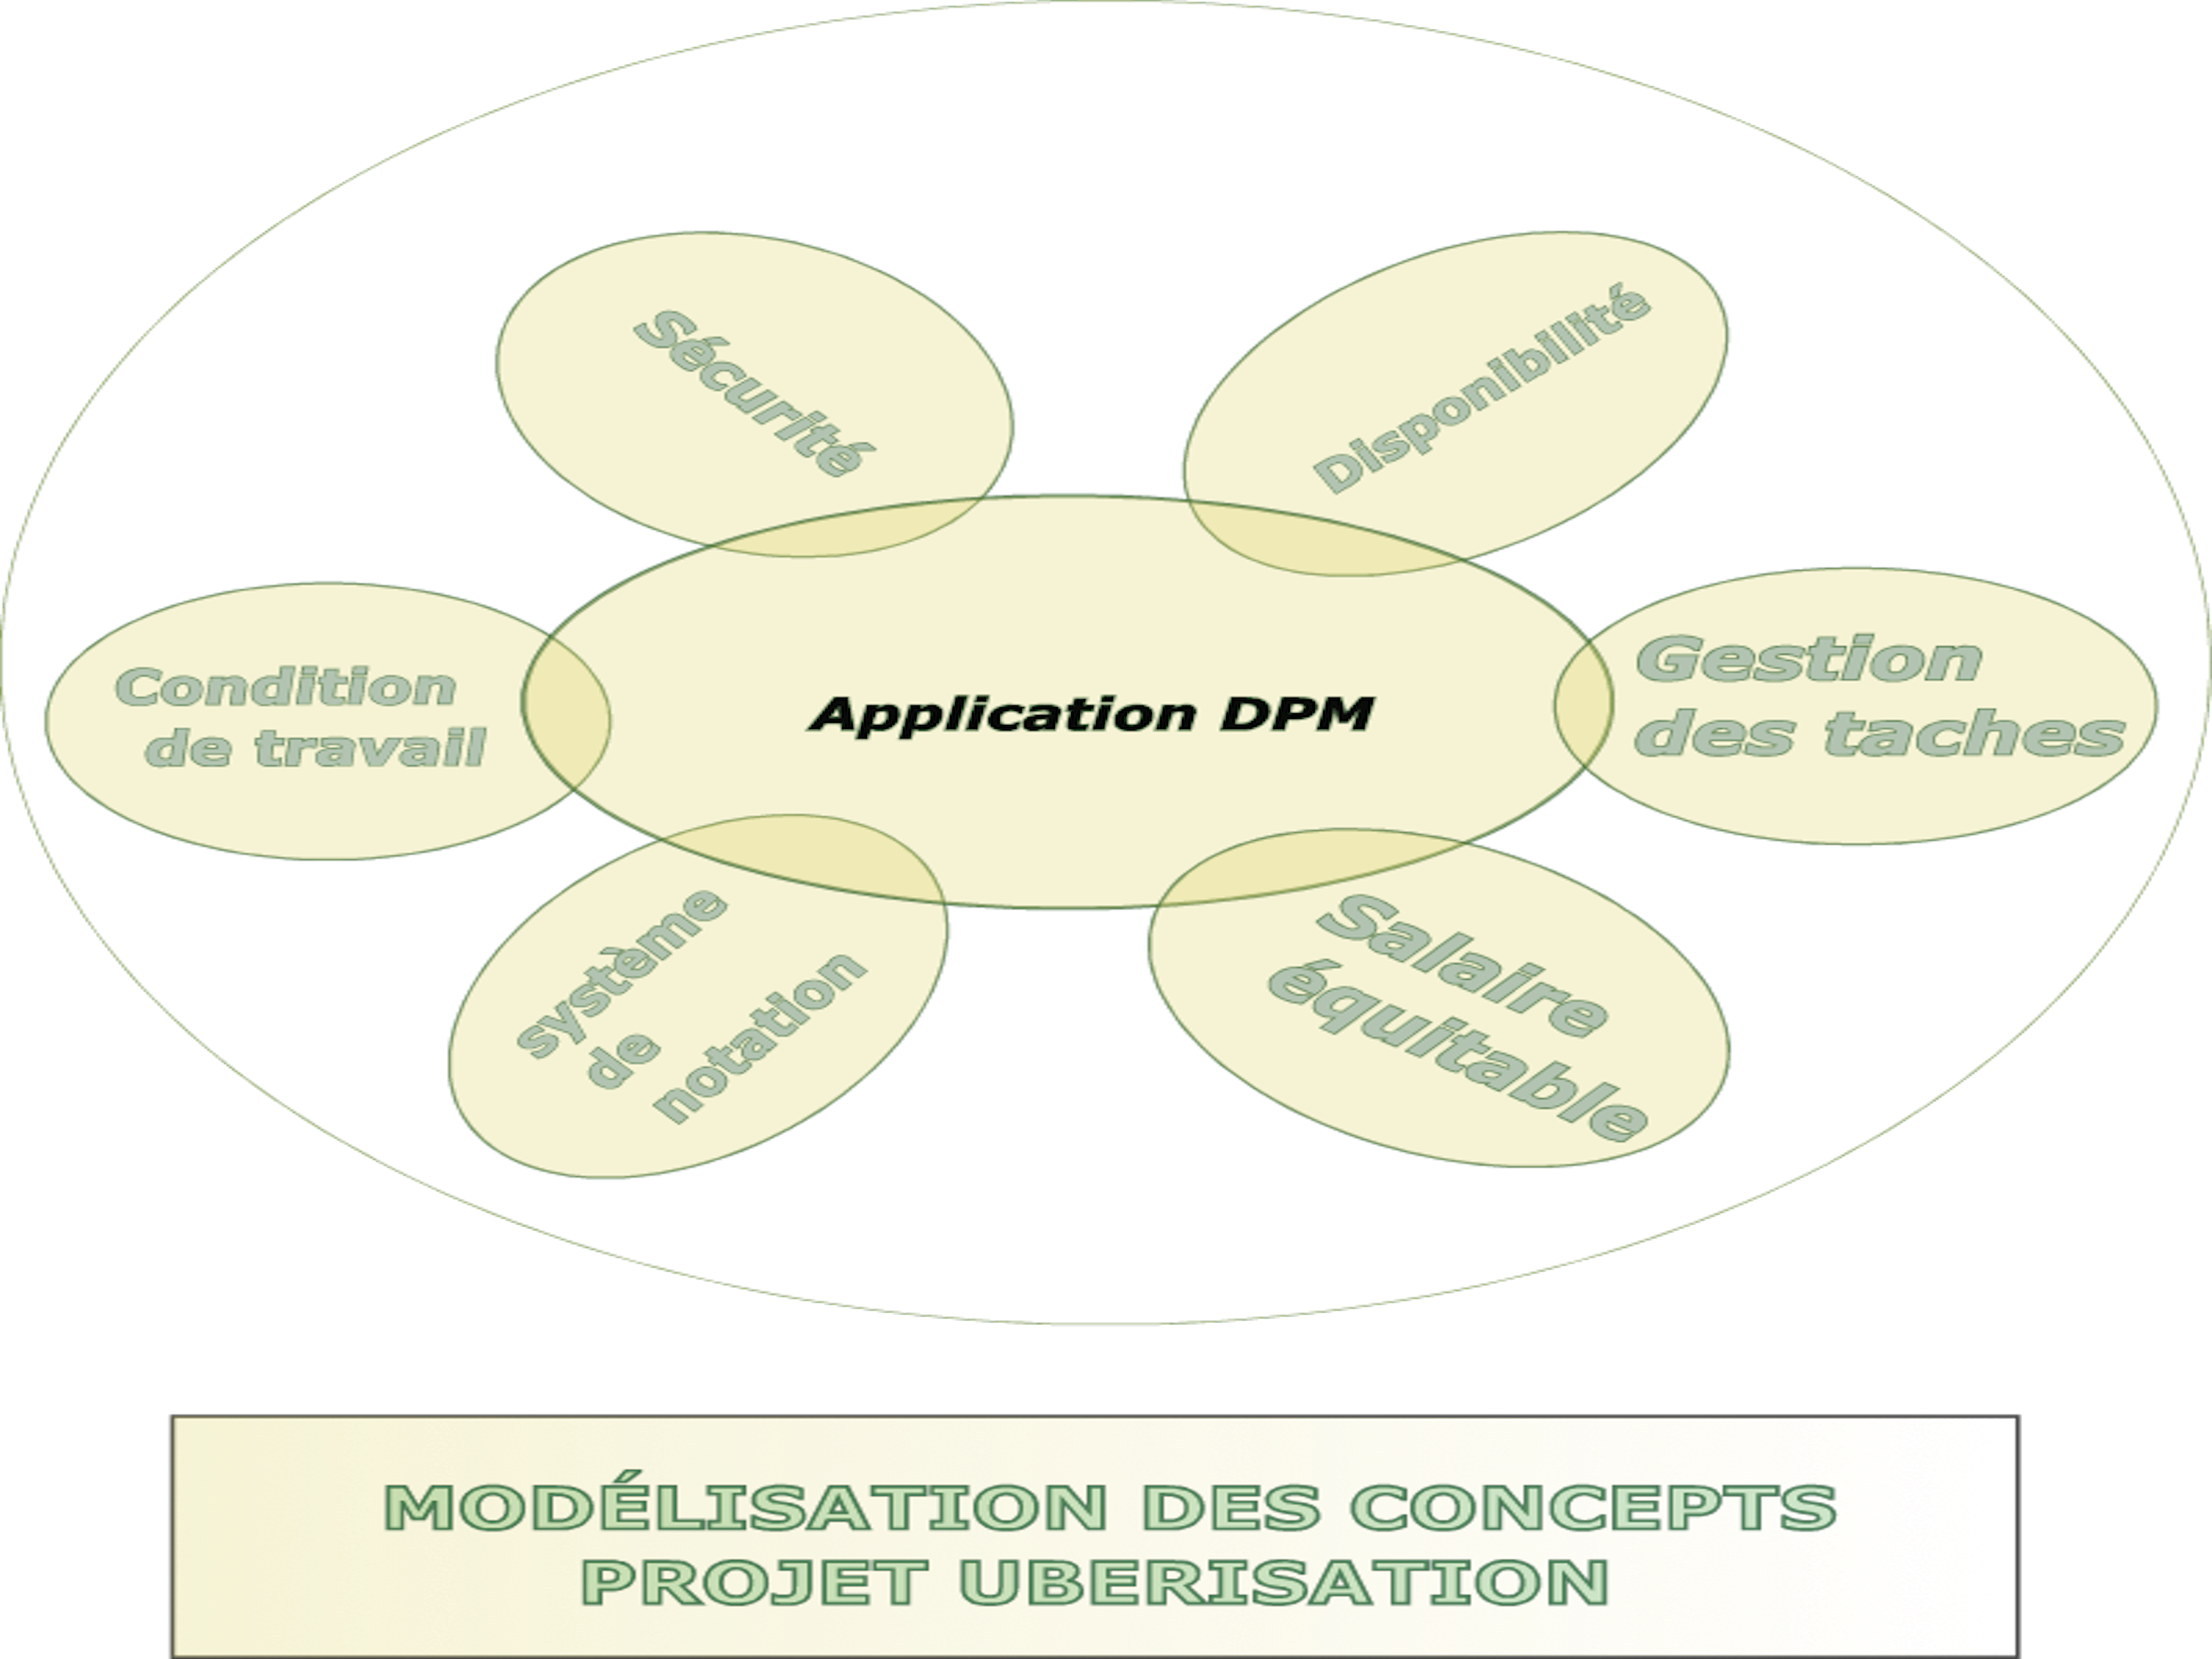 Sécurité
Disponibilité
Condition
de travail
Application DPM
Gestion
des taches
système
de
notation
Salaire
équitable
MODÉLISATION DES CONCEPTS
PROJET UBERISATION